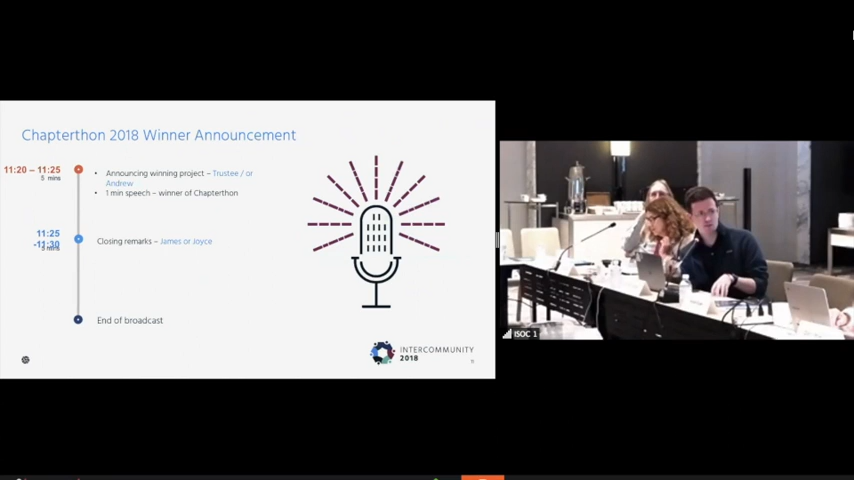 Chapterthon 2018 Winner Announcement
11:20 – 11:25
5 mins
• Announcing winning project – Trustee / or
Andrew
• 1 min speech – winner of Chapterthon
11:25
-11:30
5 mins
Closing remarks – James or Joyce
End of broadcast
INTERCOMMUNITY
2018
ISOC 1